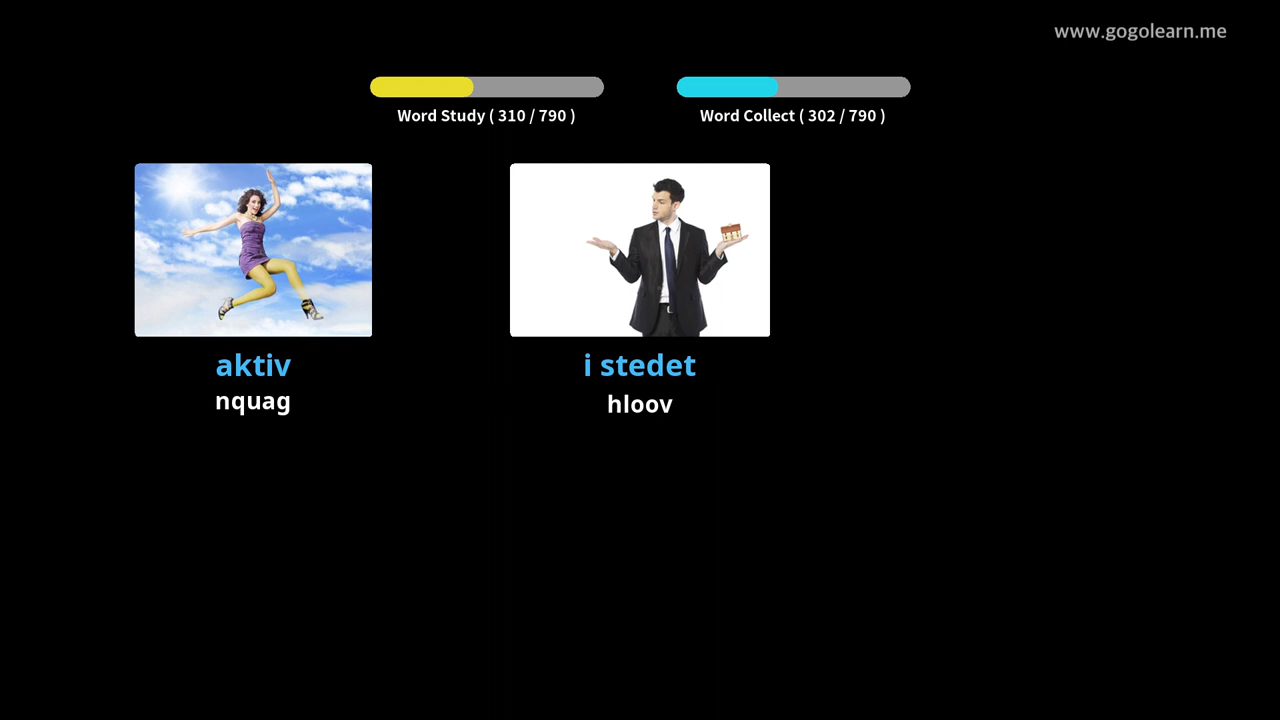 www.gogolearn.me
Word Study ( 310 / 790 )
Word Collect ( 302 / 790 )
aktiv
nquag
i stedet
hloov